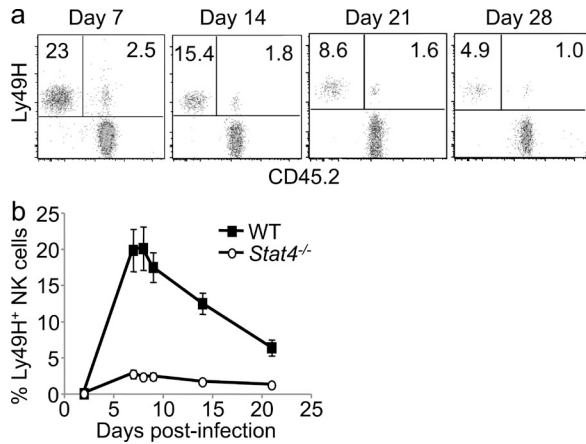 a
Day 7 Day 14 Day 21 Day 28
Ly49H
23 2.5 15.4 1.8 8.6 1.6 4.9 1.0
CD45.2
b
% Ly49H+ NK cells
25
20
15
10
5
0
WT
Stat4-/-
0 5 10 15 20 25
Days post-infection